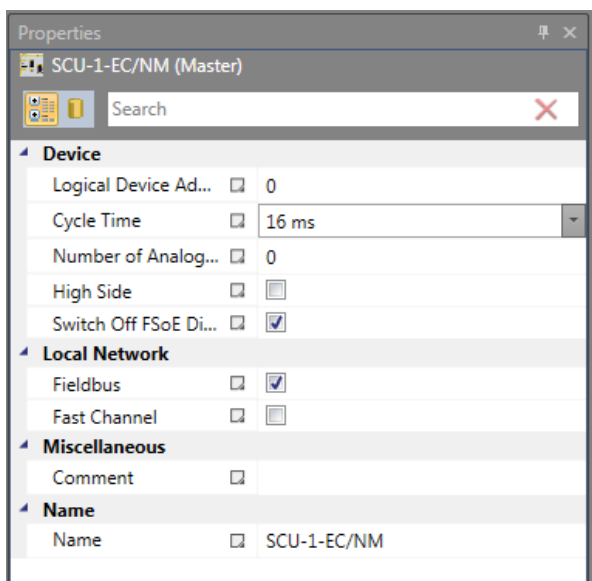 Properties
SCU-1-EC/NM (Master)
Search
Device
Logical Device Ad... 0
Cycle Time 16 ms
Number of Analog... 0
High Side
Switch Off FSoE Di...
Local Network
Fieldbus
Fast Channel
Miscellaneous
Comment
Name
Name SCU-1-EC/NM